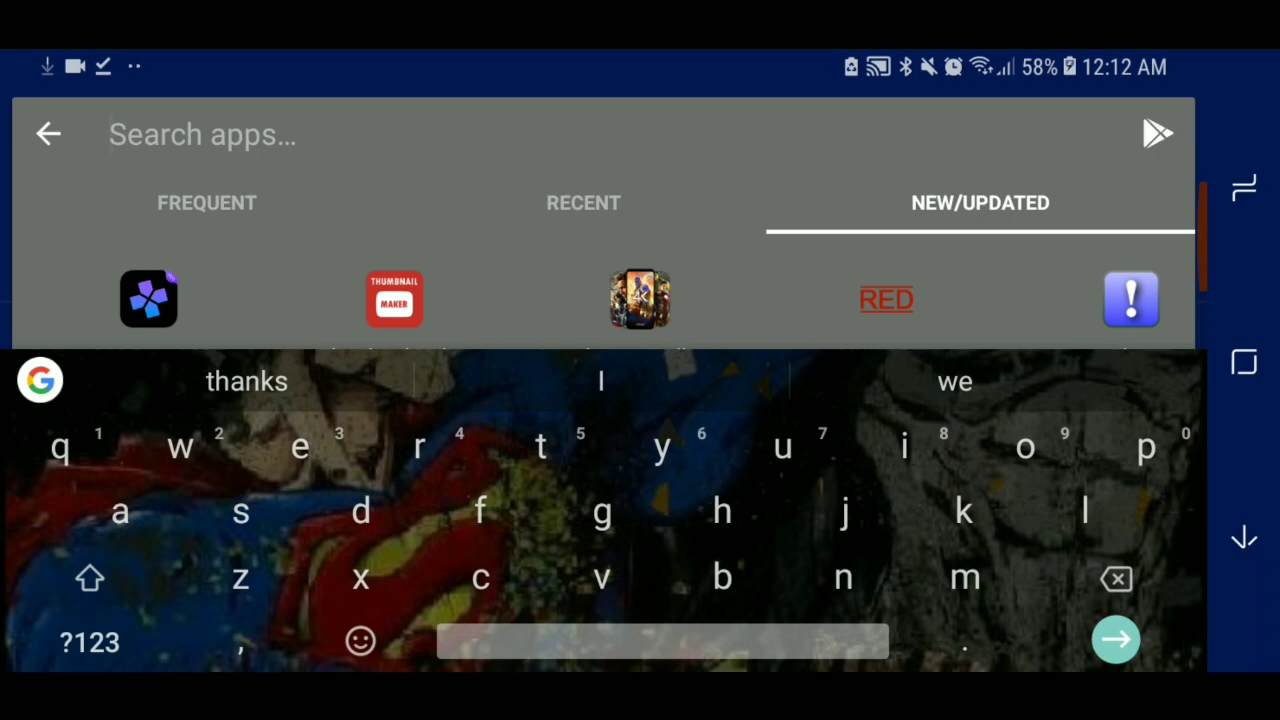 58% 12:12 AM
Search apps...
FREQUENT RECENT NEW/UPDATED
THUMBNAIL
MAKER
RED
!
G thanks I we
q 1 w 2 e 3 r 4 t 5 y 6 u 7 i 8 o 9 p 0
a s d f g h j k l
z x c v b n m
?123 , .